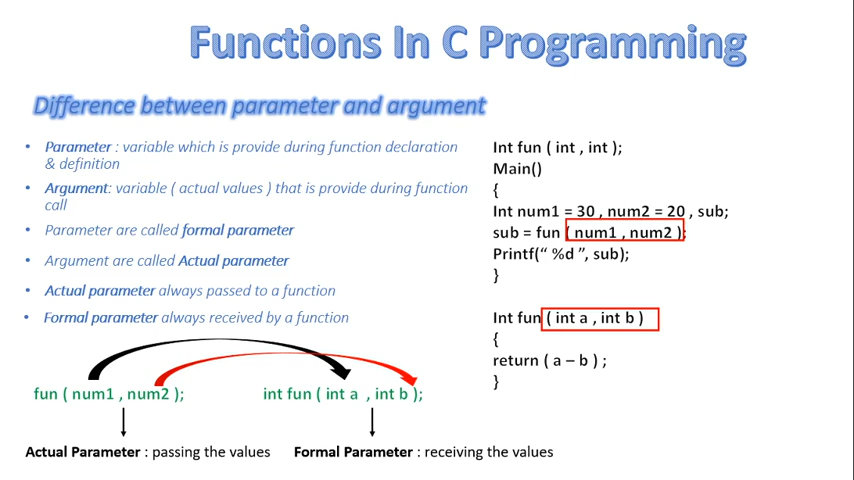 Functions In C Programming
Difference between parameter and argument
• Parameter : variable which is provide during function declaration
& definition
• Argument: variable ( actual values ) that is provide during function
call
• Parameter are called formal parameter
• Argument are called Actual parameter
• Actual parameter always passed to a function
• Formal parameter always received by a function
fun ( num1 , num2 );
int fun ( int a , int b );
Actual Parameter : passing the values
Formal Parameter : receiving the values
Int fun ( int , int );
Main()
{
Int num1 = 30 , num2 = 20 , sub;
sub = fun ( num1 , num2 );
Printf(“ %d ”, sub);
}
Int fun ( int a , int b )
{
return ( a – b ) ;
}